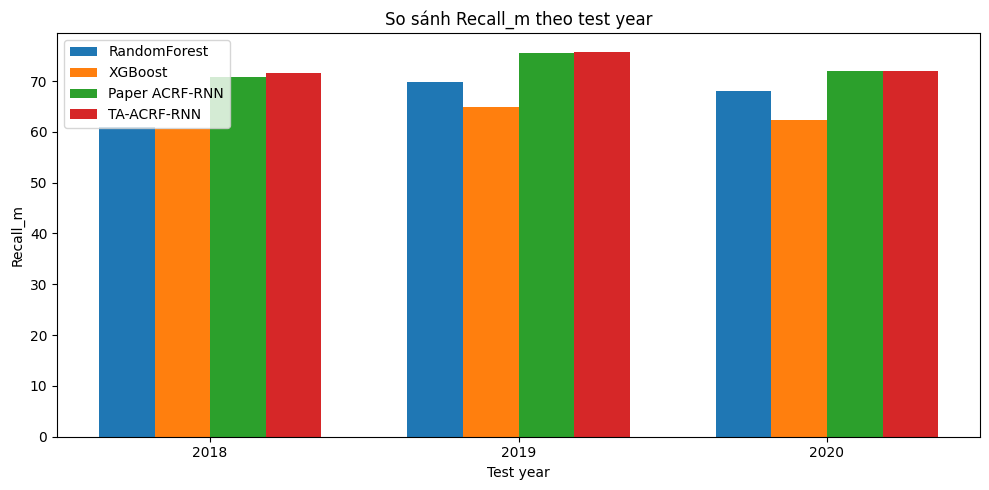 So sánh Recall_m theo test year
RandomForest
XGBoost
Paper ACRF-RNN
TA-ACRF-RNN
Recall_m
70
60
50
40
30
20
10
0
2018
2019
2020
Test year